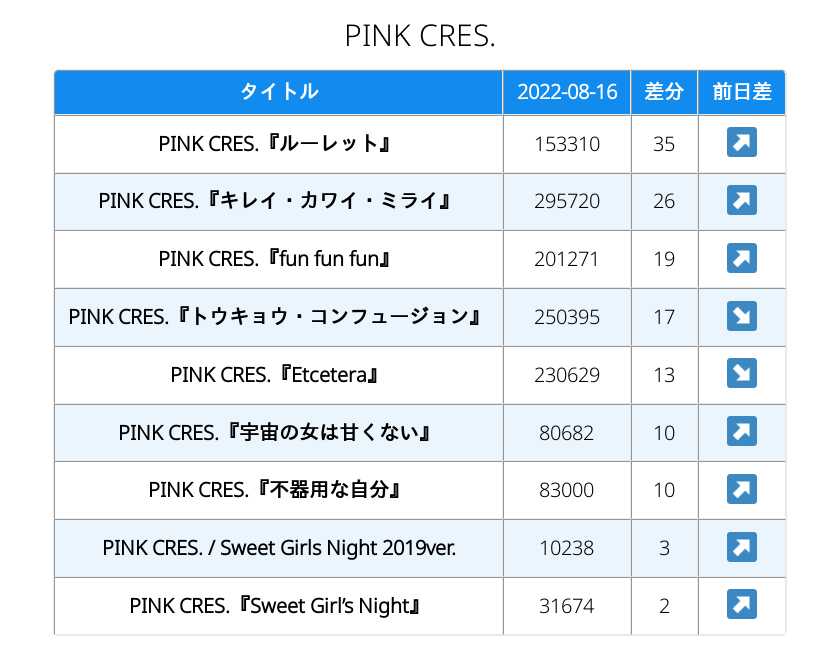 PINK CRES.
タイトル 2022-08-16 差分 前日差
PINK CRES.『ルーレット』 153310 35 ↗
PINK CRES.『キレイ・カワイ・ミライ』 295720 26 ↗
PINK CRES.『fun fun fun』 201271 19 ↗
PINK CRES.『トウキョウ・コンフュージョン』 250395 17 ↘
PINK CRES.『Etcetera』 230629 13 ↘
PINK CRES.『宇宙の女は甘くない』 80682 10 ↗
PINK CRES.『不器用な自分』 83000 10 ↗
PINK CRES. / Sweet Girls Night 2019ver. 10238 3 ↗
PINK CRES.『Sweet Girl’s Night』 31674 2 ↗